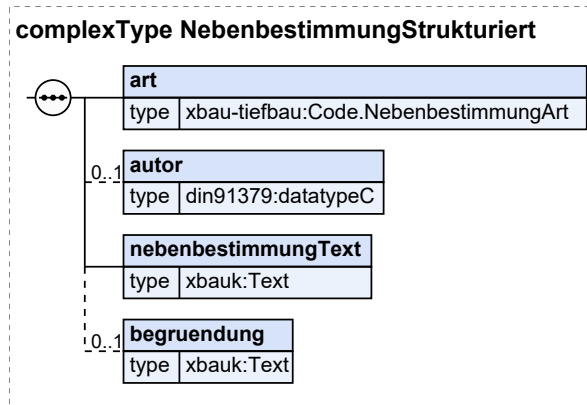 complexType NebenbestimmungStrukturiert
art
type xbau-tiefbau:Code.NebenbestimmungArt
0..1 autor
type din91379:datatypeC
nebenbestimmungText
type xbauk:Text
0..1 begruendung
type xbauk:Text